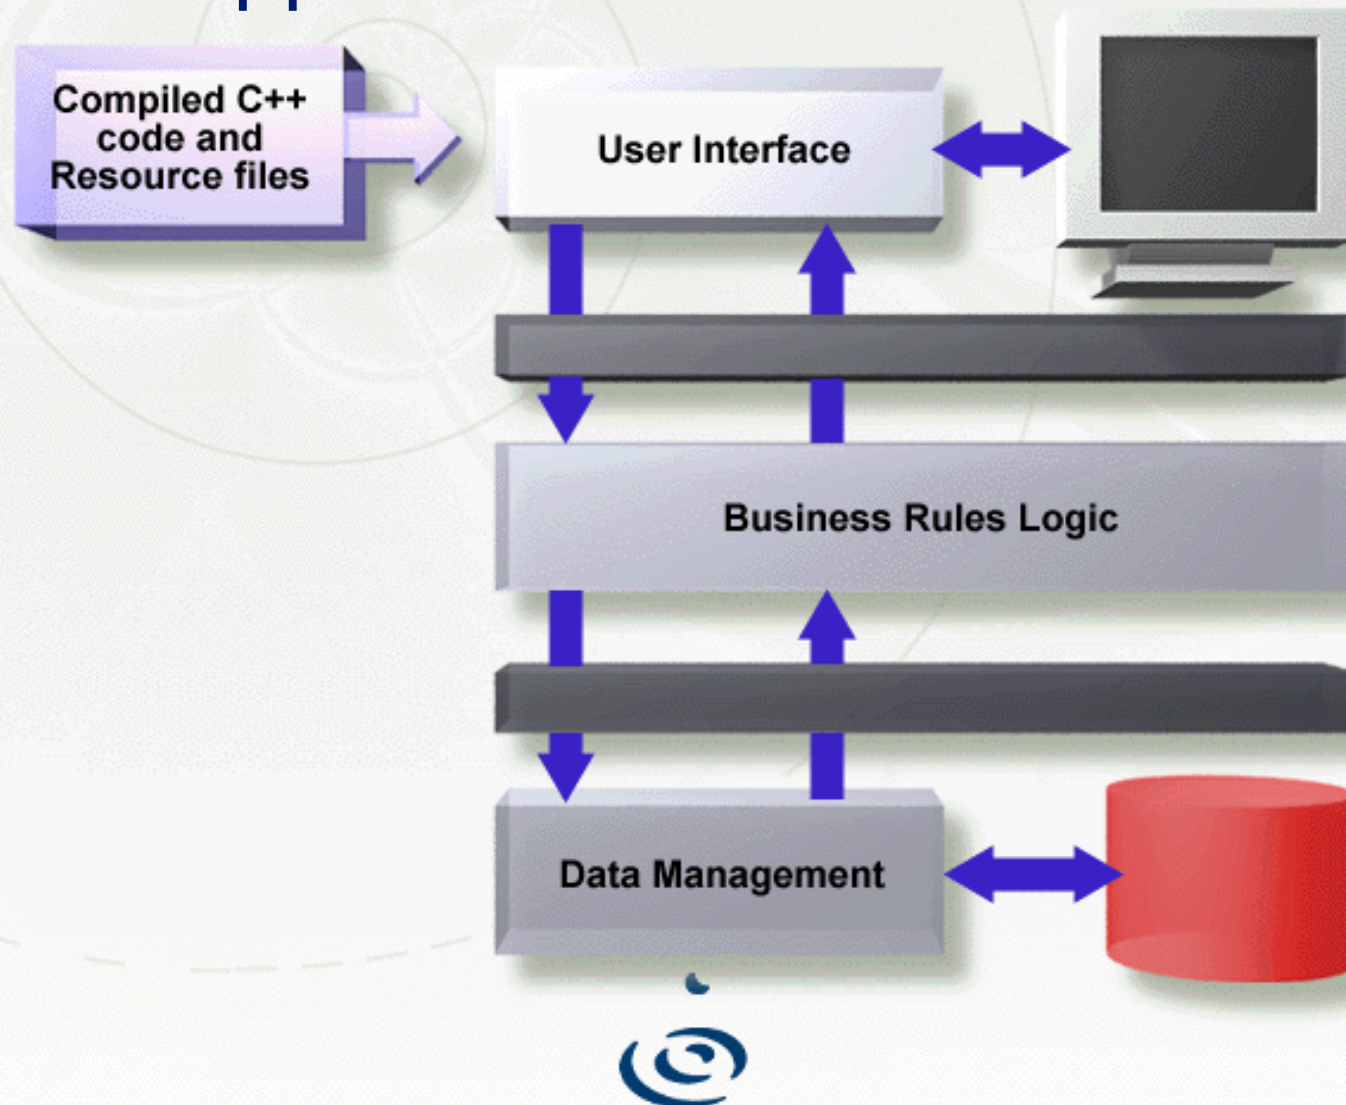 Compiled C++
code and
Resource files
User Interface
Business Rules Logic
Data Management